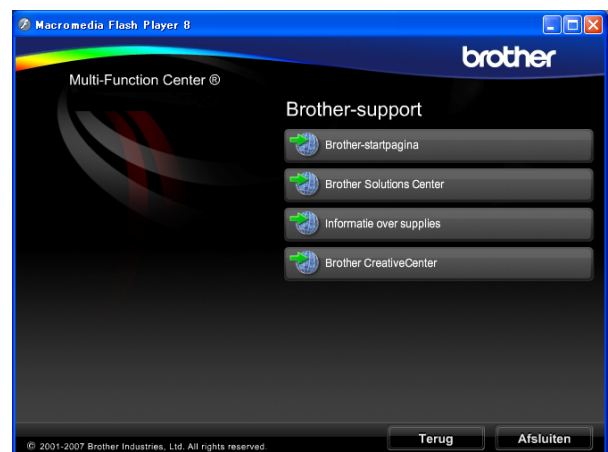 Macromedia Flash Player 8
brother
Multi-Function Center ®
Brother-support
Brother-startpagina
Brother Solutions Center
Informatie over supplies
Brother CreativeCenter
Terug
Afsluiten
© 2001-2007 Brother Industries, Ltd. All rights reserved.